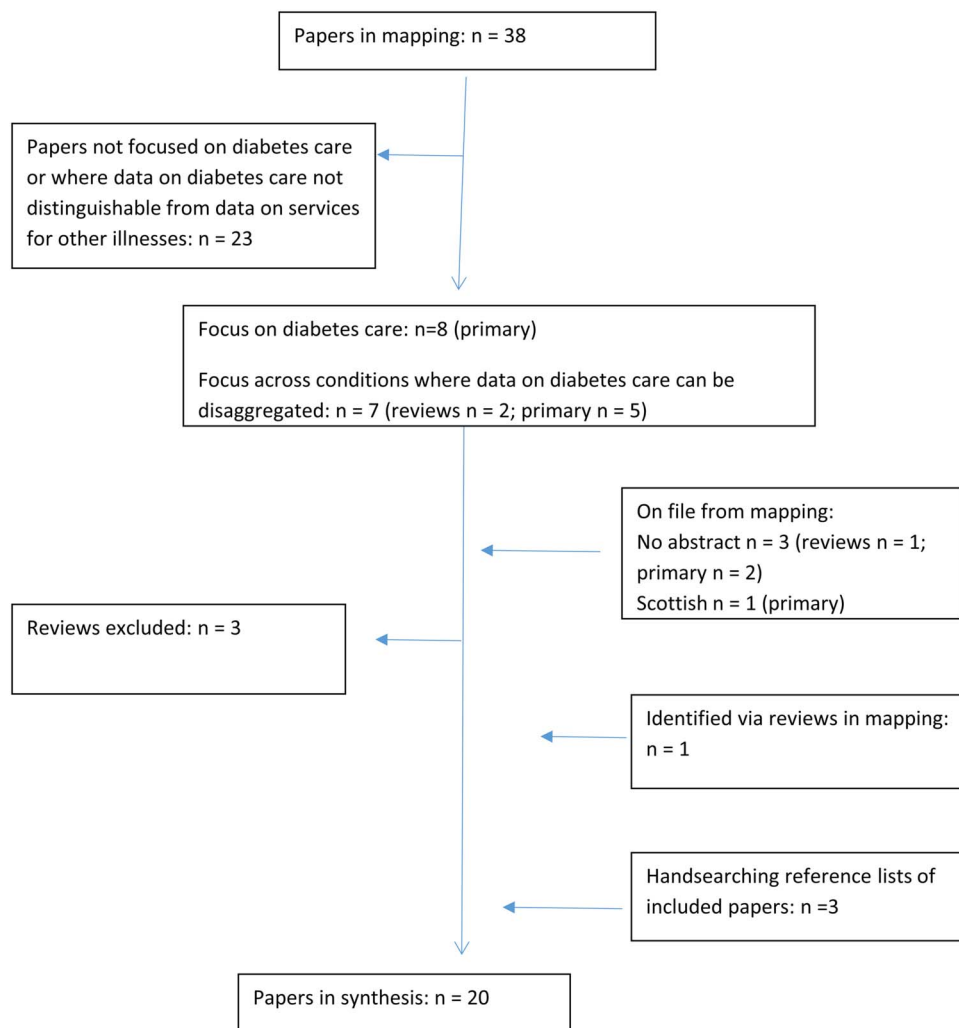 Papers in mapping: n = 38
Papers not focused on diabetes care
or where data on diabetes care not
distinguishable from data on services
for other illnesses: n = 23
Focus on diabetes care: n=8 (primary)
Focus across conditions where data on diabetes care can be
disaggregated: n = 7 (reviews n = 2; primary n = 5)
On file from mapping:
No abstract n = 3 (reviews n = 1;
primary n = 2)
Scottish n = 1 (primary)
Reviews excluded: n = 3
Identified via reviews in mapping:
n = 1
Handsearching reference lists of
included papers: n =3
Papers in synthesis: n = 20